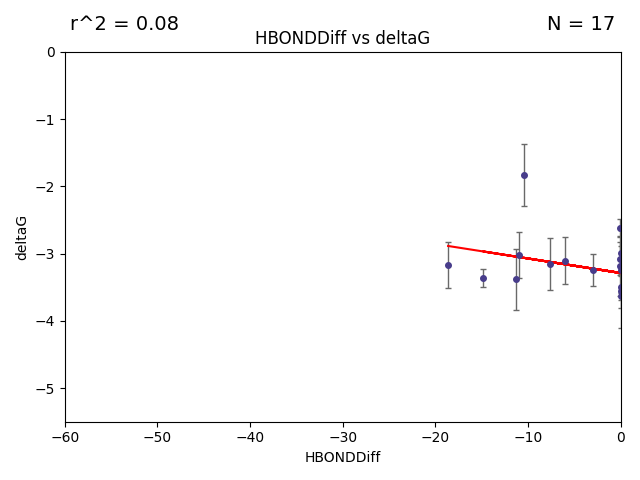 r^2 = 0.08
N = 17
HBONDDiff vs deltaG
0
−1
−2
−3
−4
−5
deltaG
−60
−50
−40
−30
−20
−10
0
HBONDDiff